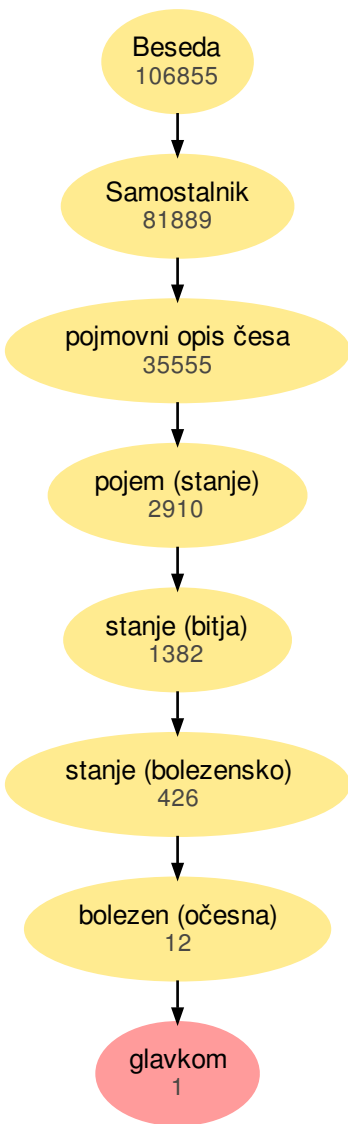 Beseda
106855
Samostalnik
81889
pojmovni opis česa
35555
pojem (stanje)
2910
stanje (bitja)
1382
stanje (bolezensko)
426
bolezen (očesna)
12
glavkom
1